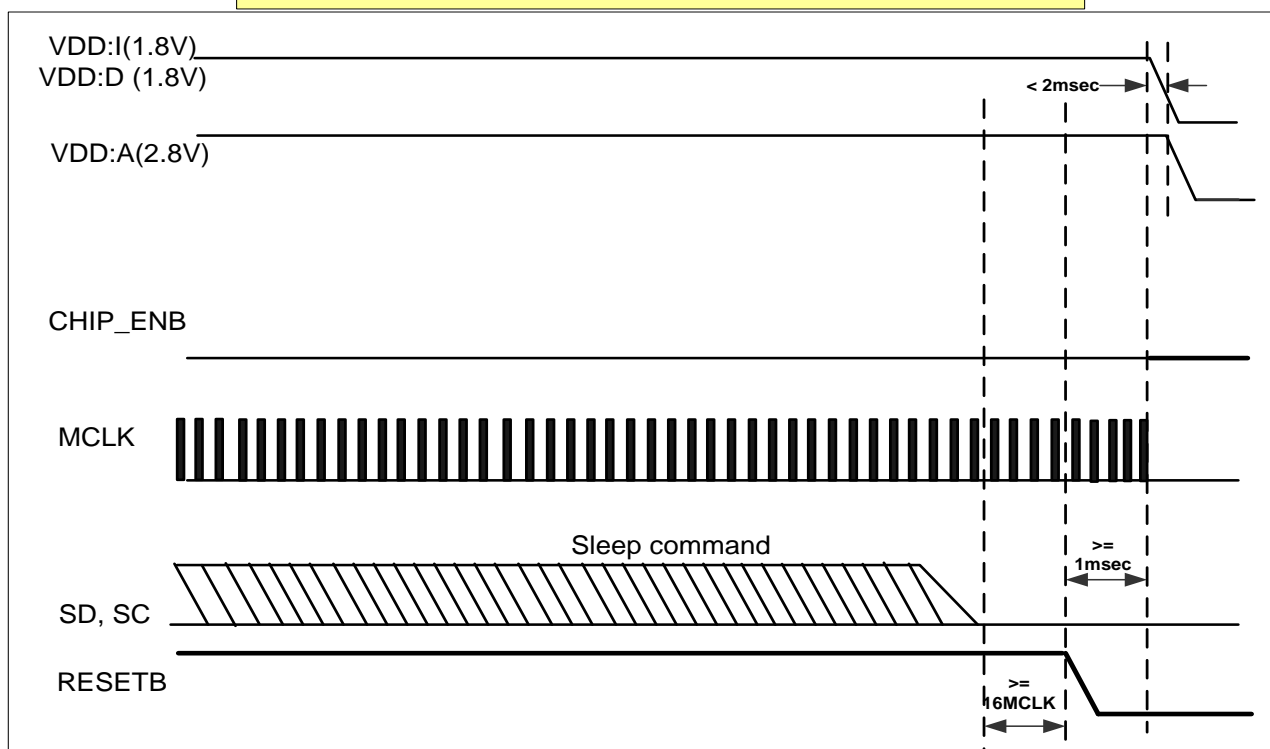 VDD:I(1.8V)
VDD:D (1.8V)
< 2msec
VDD:A(2.8V)
CHIP_ENB
MCLK
Sleep command
>=
1msec
SD, SC
RESETB
>=
16MCLK